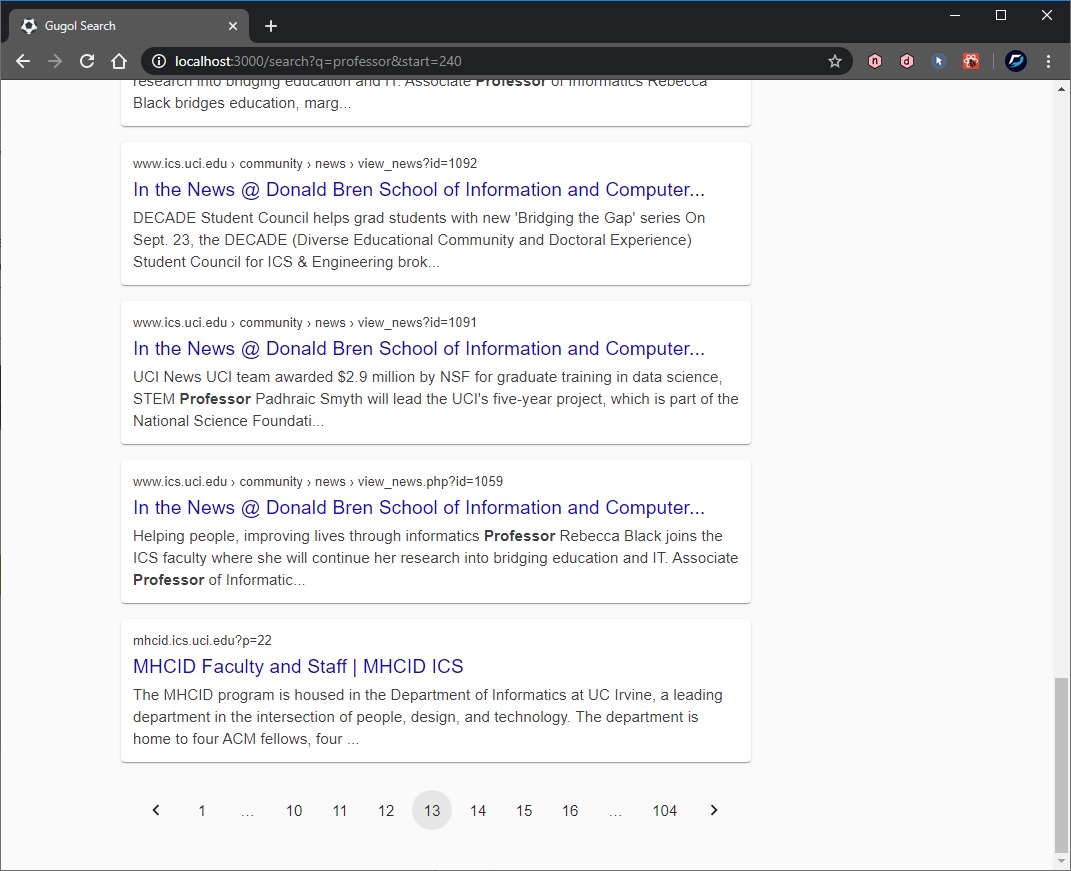 Gugol Search
localhost:3000/search?q=professor&start=240
research into bridging education and IT. Associate Professor of Informatics Rebecca
Black bridges education, marg...
www.ics.uci.edu › community › news › view_news?id=1092
In the News @ Donald Bren School of Information and Computer...
DECADE Student Council helps grad students with new 'Bridging the Gap' series On
Sept. 23, the DECADE (Diverse Educational Community and Doctoral Experience)
Student Council for ICS & Engineering brok...
www.ics.uci.edu › community › news › view_news?id=1091
In the News @ Donald Bren School of Information and Computer...
UCI News UCI team awarded $2.9 million by NSF for graduate training in data science,
STEM Professor Padhraic Smyth will lead the UCI's five-year project, which is part of the
National Science Foundati...
www.ics.uci.edu › community › news › view_news.php?id=1059
In the News @ Donald Bren School of Information and Computer...
Helping people, improving lives through informatics Professor Rebecca Black joins the
ICS faculty where she will continue her research into bridging education and IT. Associate
Professor of Informatic...
mhcid.ics.uci.edu?p=22
MHCID Faculty and Staff | MHCID ICS
The MHCID program is housed in the Department of Informatics at UC Irvine, a leading
department in the intersection of people, design, and technology. The department is
home to four ACM fellows, four ...
1 ... 10 11 12 13 14 15 16 ... 104